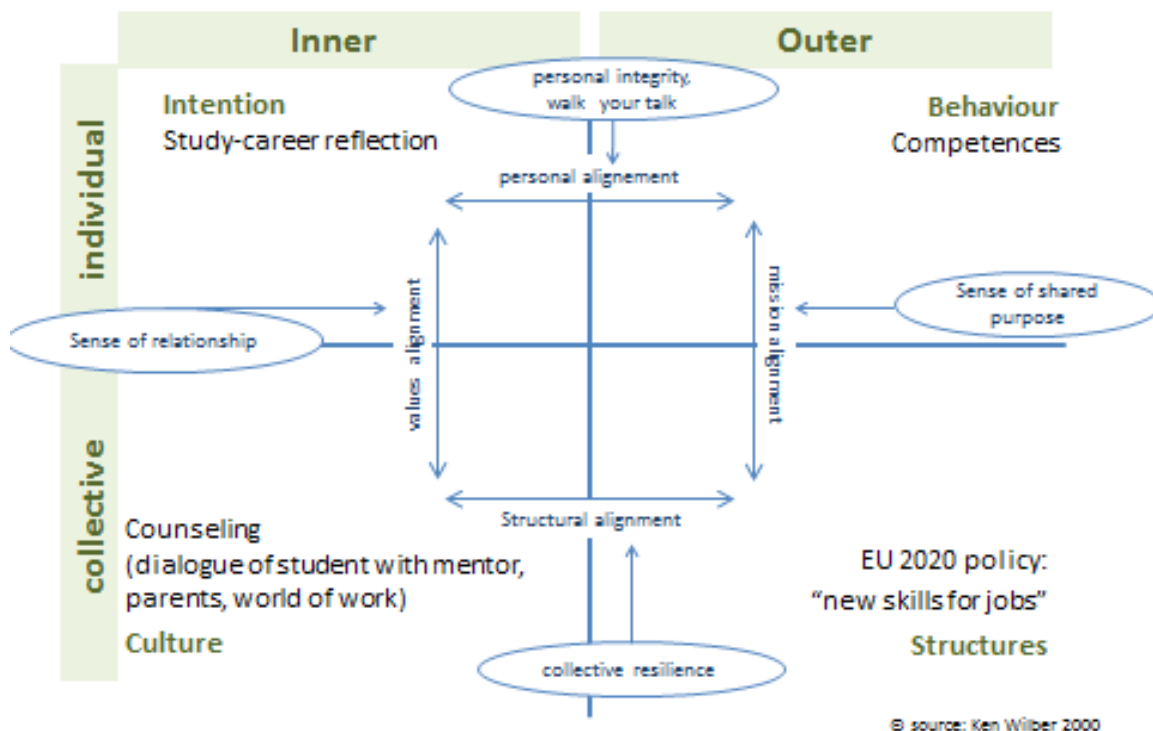 Inner
Outer
personal integrity,
walk your talk
Intention
Study-career reflection
Behaviour
Competences
individual
personal alignement
values alignment
mission alignment
Sense of relationship
Sense of shared
purpose
collective
Structural alignment
Counseling
(dialogue of student with mentor,
parents, world of work)
Culture
EU 2020 policy:
“new skills for jobs”
Structures
collective resilience
© source: Ken Wilber 2000